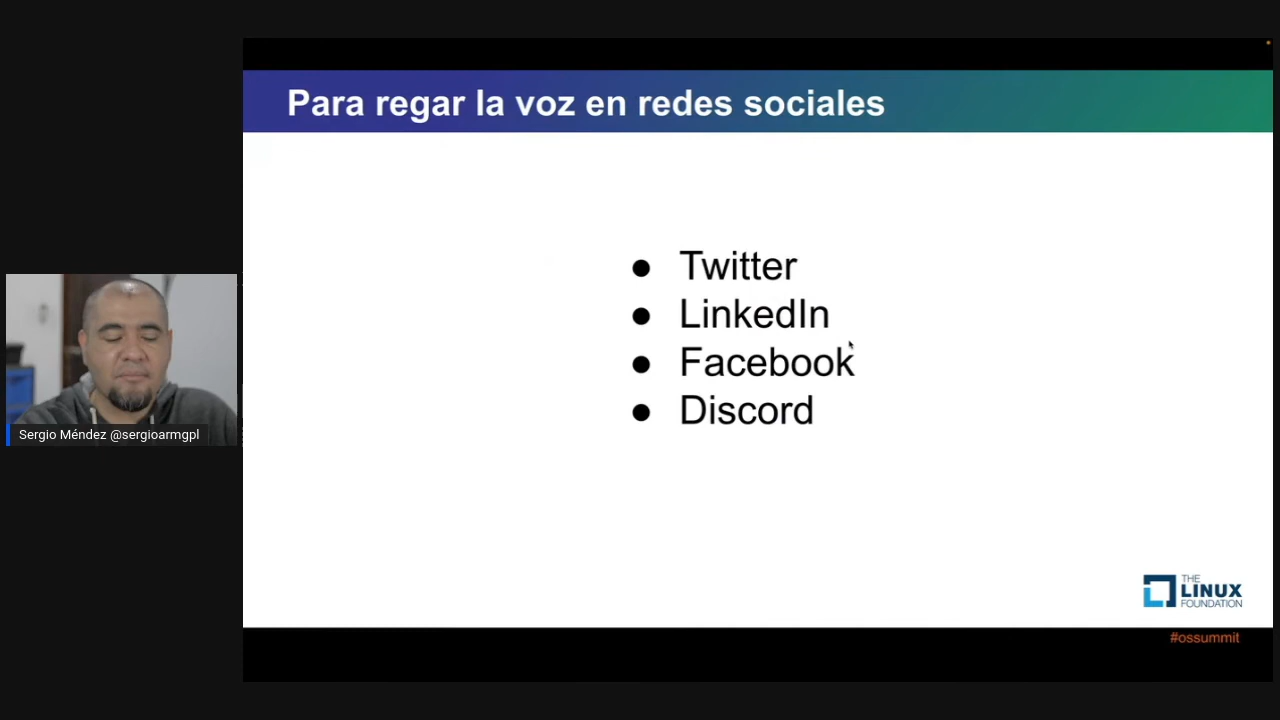 Para regar la voz en redes sociales
● Twitter
● LinkedIn
● Facebook
● Discord
Sergio Méndez @sergioarmgpl
THE
LINUX
FOUNDATION
#ossummit